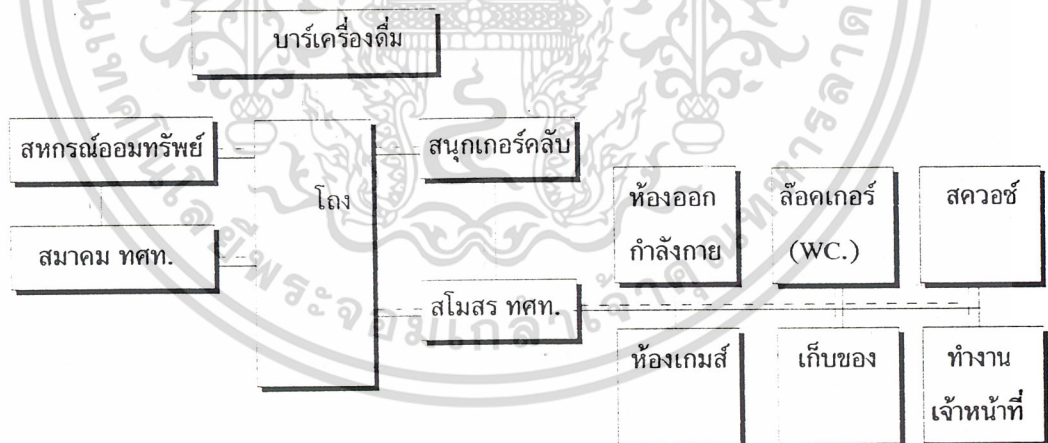 บาร์เครื่องดื่ม
สหกรณ์ออมทรัพย์
โถง
สนุกเกอร์คลับ
สมาคม ทศท.
สโมสร ทศท.
ห้องออก
กำลังกาย
ล๊อคเกอร์
(WC.)
สควอช์
ห้องเกมส์
เก็บของ
ทำงาน
เจ้าหน้าที่